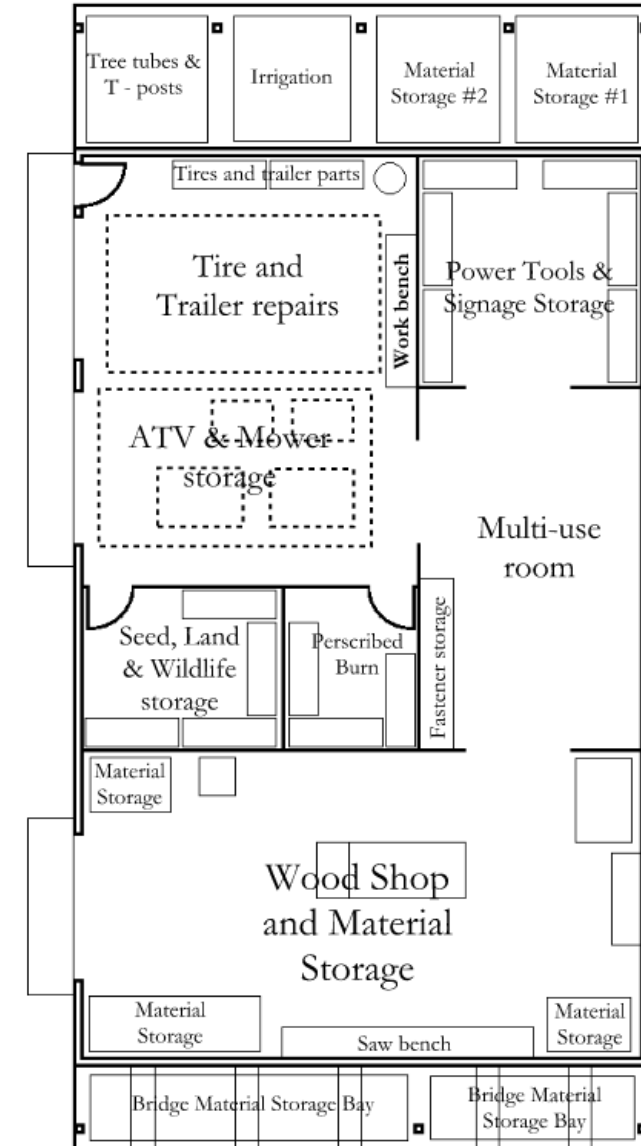 Tree tubes &
T - posts
Irrigation
Material
Storage #2
Material
Storage #1
Tires and trailer parts
Tire and
Trailer repairs
Work bench
Power Tools &
Signage Storage
ATV & Mower
storage
Multi-use
room
Seed, Land
& Wildlife
storage
Perscribed
Burn
Fastener storage
Material
Storage
Wood Shop
and Material
Storage
Material
Storage
Saw bench
Material
Storage
Bridge Material Storage Bay
Bridge Material
Storage Bay